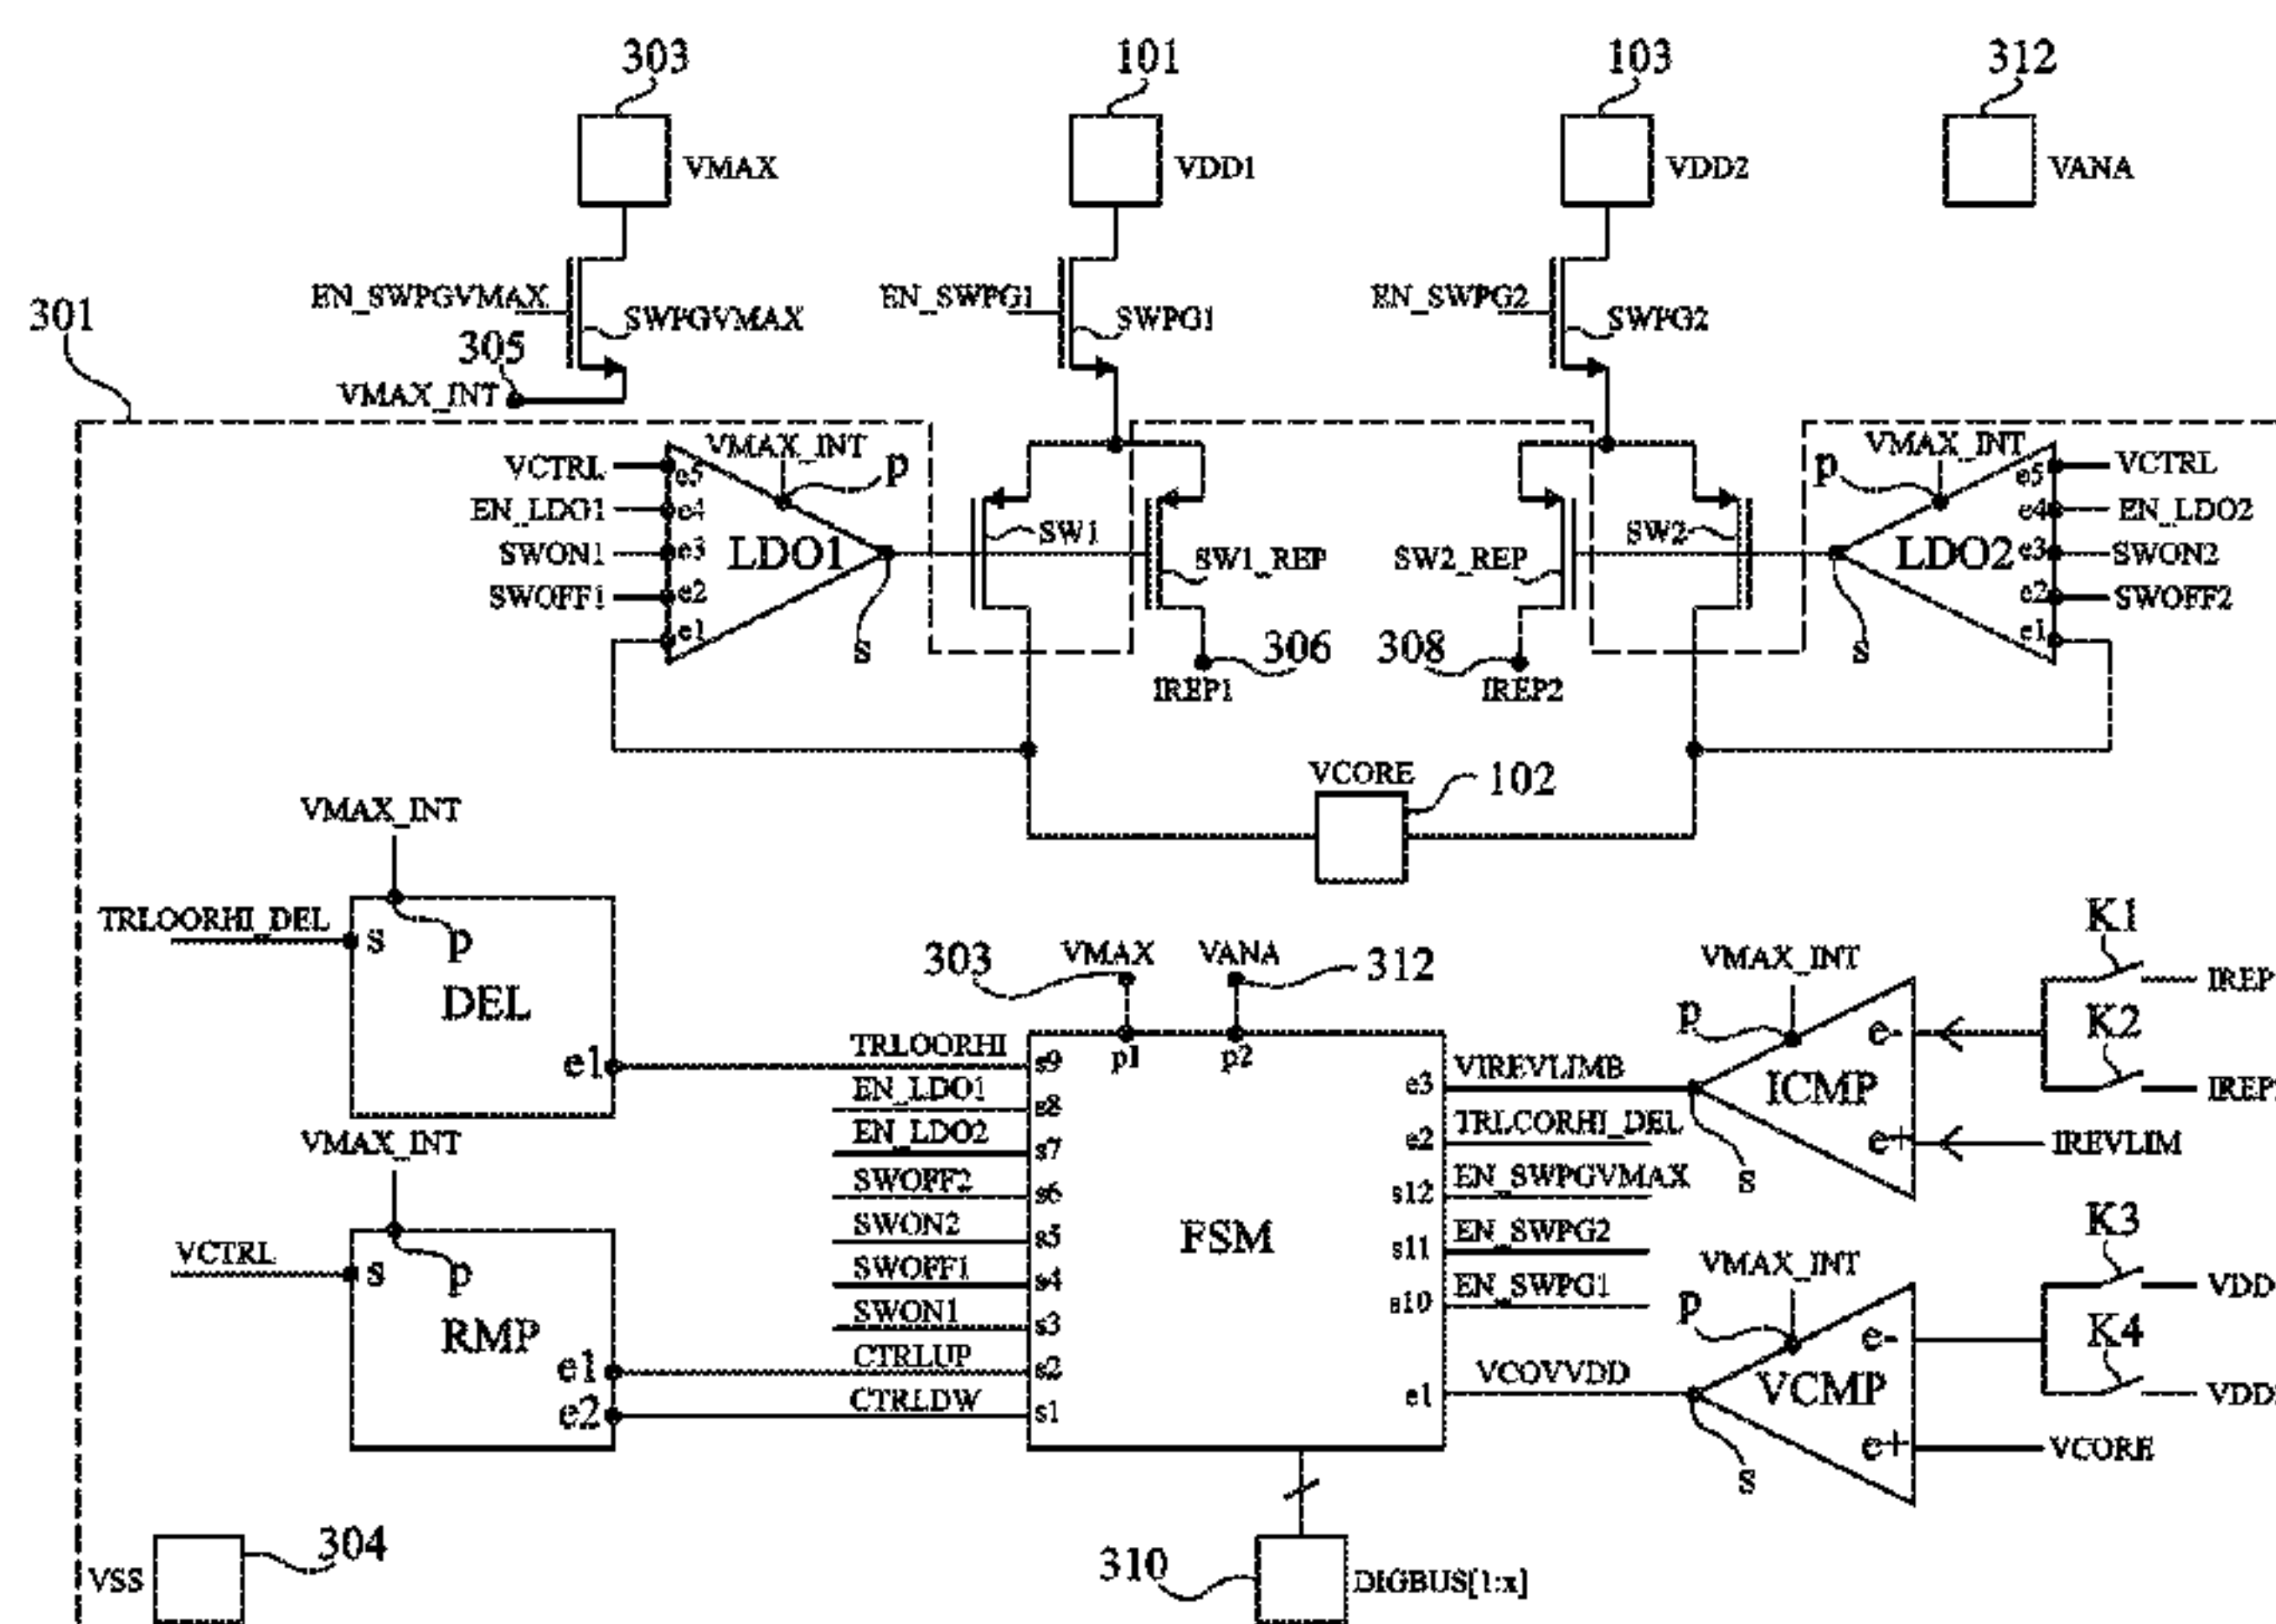 303
101
103
312
VMAX
VDD1
VDD2
VANA
EN_SWPGVMAX
SWPGVMAX
EN_SWPG1
SWPG1
EN_SWPG2
SWPG2
301
305
VMAX_INT
VCTRL
EN_LDO1
SWON1
SWOFF1
e5
e4
e3
e2
e1
VMAX_INT
p
LDO1
s
SW1
SW1_REP
306
IREP1
SW2_REP
SW2
308
IREP2
VMAX_INT
p
LDO2
s
e5
e4
e3
e2
e1
VCTRL
EN_LDO2
SWON2
SWOFF2
VCORE
102
VMAX_INT
TRLOORHI_DEL
s
p
DEL
e1
VMAX_INT
VCTRL
s
p
RMP
e1
e2
303
VMAX
VANA
312
p1
p2
FSM
TRLOORHI
s9
EN_LDO1
s8
EN_LDO2
s7
SWOFF2
s6
SWON2
s5
SWOFF1
s4
SWON1
s3
CTRLUP
s2
CTRLDW
s1
e3
VIREVLIMB
e2
TRLCORHI_DEL
s12
EN_SWPGVMAX
s11
EN_SWPG2
s10
EN_SWPG1
e1
VCOVVDD
VMAX_INT
p
ICMP
e-
e+
s
K1
IREP
K2
IREP
IREVLIM
VMAX_INT
p
VCMP
e-
e+
s
K3
VDD
K4
VDD
VCORE
VSS
304
310
DIGBUS[1:x]